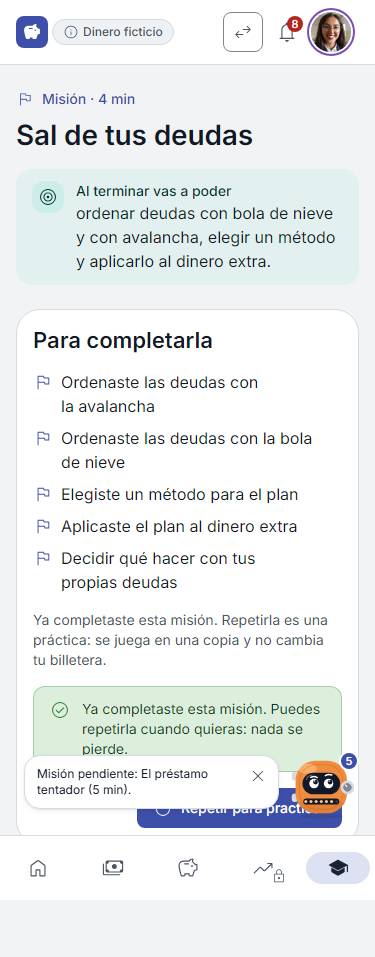 Dinero ficticio
8
Misión · 4 min
Sal de tus deudas
Al terminar vas a poder
ordenar deudas con bola de nieve
y con avalancha, elegir un método
y aplicarlo al dinero extra.
Para completarla
Ordenaste las deudas con
la avalancha
Ordenaste las deudas con la bola
de nieve
Elegiste un método para el plan
Aplicaste el plan al dinero extra
Decidir qué hacer con tus
propias deudas
Ya completaste esta misión. Repetirla es una
práctica: se juega en una copia y no cambia
tu billetera.
Ya completaste esta misión. Puedes
repetirla cuando quieras: nada se
pierde.
Misión pendiente: El préstamo
tentador (5 min).
5
Repetir para